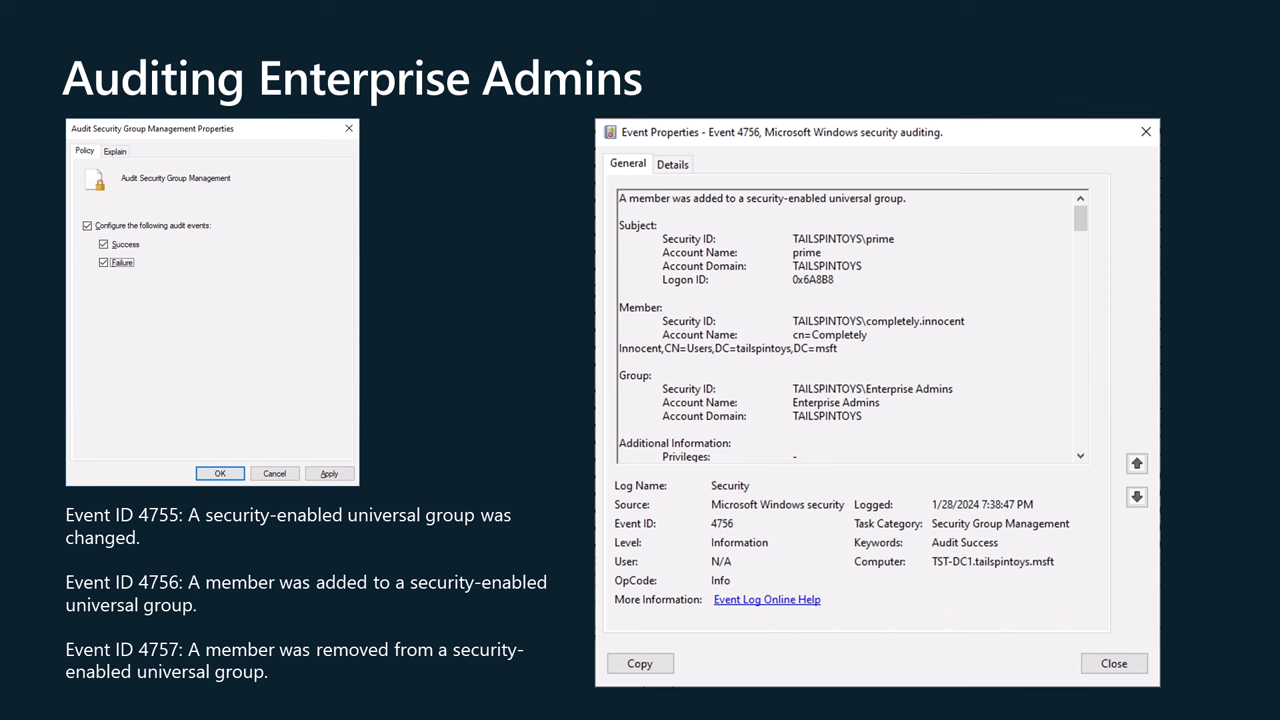 Auditing Enterprise Admins
Audit Security Group Management Properties
Policy Explain
Audit Security Group Management
Configure the following audit events:
Success
Failure
OK Cancel Apply
Event ID 4755: A security-enabled universal group was
changed.
Event ID 4756: A member was added to a security-enabled
universal group.
Event ID 4757: A member was removed from a security-
enabled universal group.
Event Properties - Event 4756, Microsoft Windows security auditing.
General Details
A member was added to a security-enabled universal group.
Subject:
Security ID: TAILSPINTOYS\prime
Account Name: prime
Account Domain: TAILSPINTOYS
Logon ID: 0x6A8B8
Member:
Security ID: TAILSPINTOYS\completely.innocent
Account Name: cn=Completely
Innocent,CN=Users,DC=tailspintoys,DC=msft
Group:
Security ID: TAILSPINTOYS\Enterprise Admins
Account Name: Enterprise Admins
Account Domain: TAILSPINTOYS
Additional Information:
Privileges: -
Log Name: Security
Source: Microsoft Windows security Logged: 1/28/2024 7:38:47 PM
Event ID: 4756 Task Category: Security Group Management
Level: Information Keywords: Audit Success
User: N/A Computer: TST-DC1.tailspintoys.msft
OpCode: Info
More Information: Event Log Online Help
Copy Close